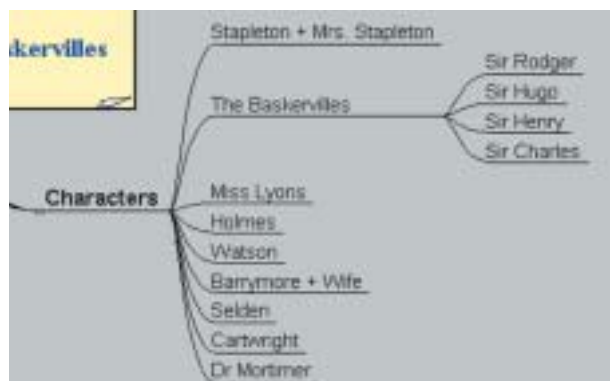 kervilles
Stapleton + Mrs. Stapleton
The Baskervilles
Sir Rodger
Sir Hugo
Sir Henry
Sir Charles
Characters
Miss Lyons
Holmes
Watson
Barrymore + Wife
Selden
Cartwright
Dr Mortimer